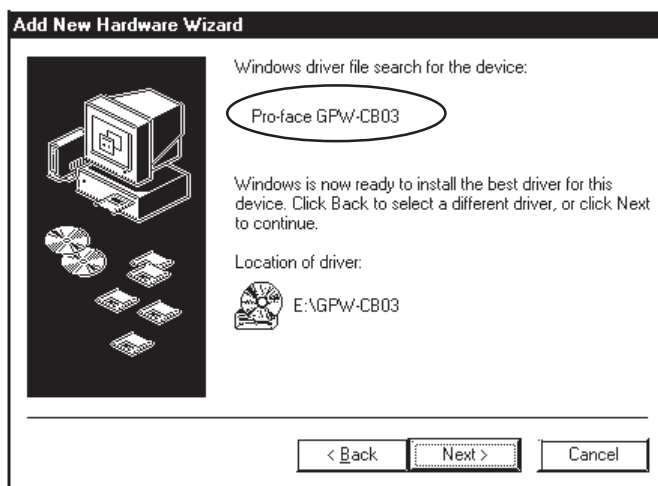 Add New Hardware Wizard
Windows driver file search for the device:
Pro-face GPW-CB03
Windows is now ready to install the best driver for this
device. Click Back to select a different driver, or click Next
to continue.
Location of driver:
E:\GPW-CB03
< Back
Next >
Cancel